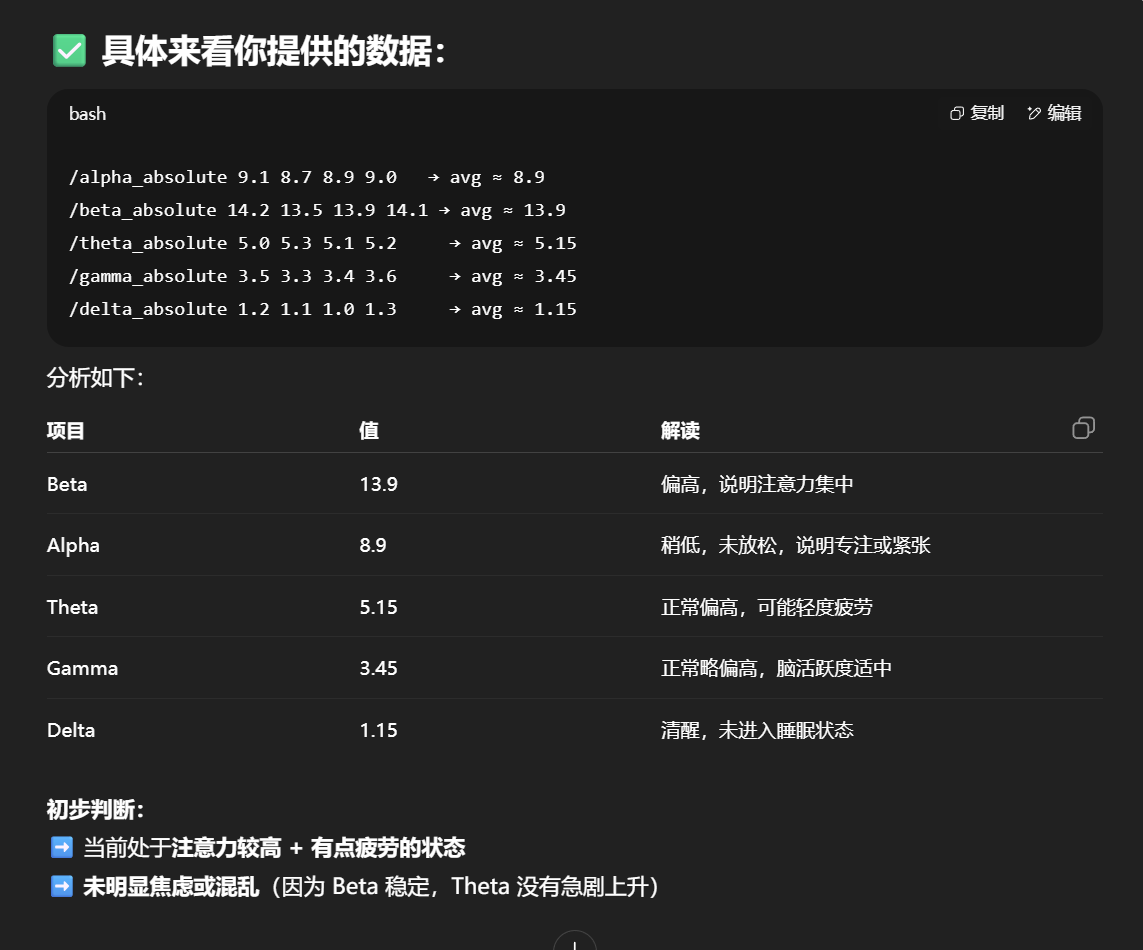 ✅ 具体来看你提供的数据：
bash 复制 编辑
/alpha_absolute 9.1 8.7 8.9 9.0 → avg ≈ 8.9
/beta_absolute 14.2 13.5 13.9 14.1 → avg ≈ 13.9
/theta_absolute 5.0 5.3 5.1 5.2 → avg ≈ 5.15
/gamma_absolute 3.5 3.3 3.4 3.6 → avg ≈ 3.45
/delta_absolute 1.2 1.1 1.0 1.3 → avg ≈ 1.15
分析如下：
项目 值 解读
Beta 13.9 偏高，说明注意力集中
Alpha 8.9 稍低，未放松，说明专注或紧张
Theta 5.15 正常偏高，可能轻度疲劳
Gamma 3.45 正常略偏高，脑活跃度适中
Delta 1.15 清醒，未进入睡眠状态
初步判断：
➡ 当前处于注意力较高 + 有点疲劳的状态
➡ 未明显焦虑或混乱（因为 Beta 稳定，Theta 没有急剧上升）